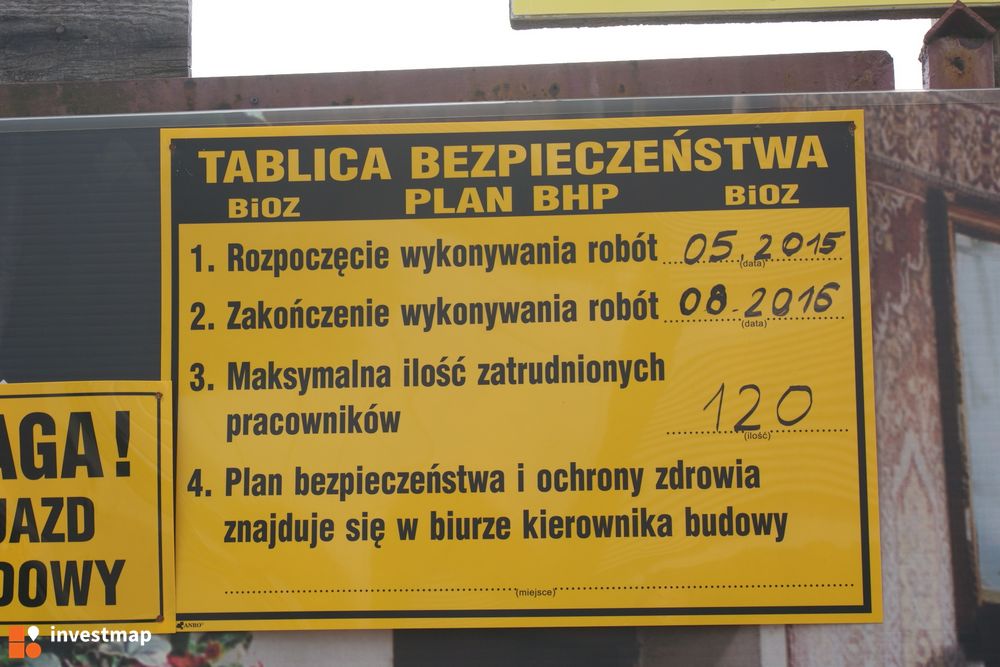 TABLICA BEZPIECZEŃSTWA
BiOZ PLAN BHP BiOZ
1. Rozpoczęcie wykonywania robót 05.2015
(data)
2. Zakończenie wykonywania robót 08.2016
(data)
3. Maksymalna ilość zatrudnionych
pracowników 120
(ilość)
4. Plan bezpieczeństwa i ochrony zdrowia
znajduje się w biurze kierownika budowy
(miejsce)
ANRO
AGA!
JAZD
DOWY
investmap